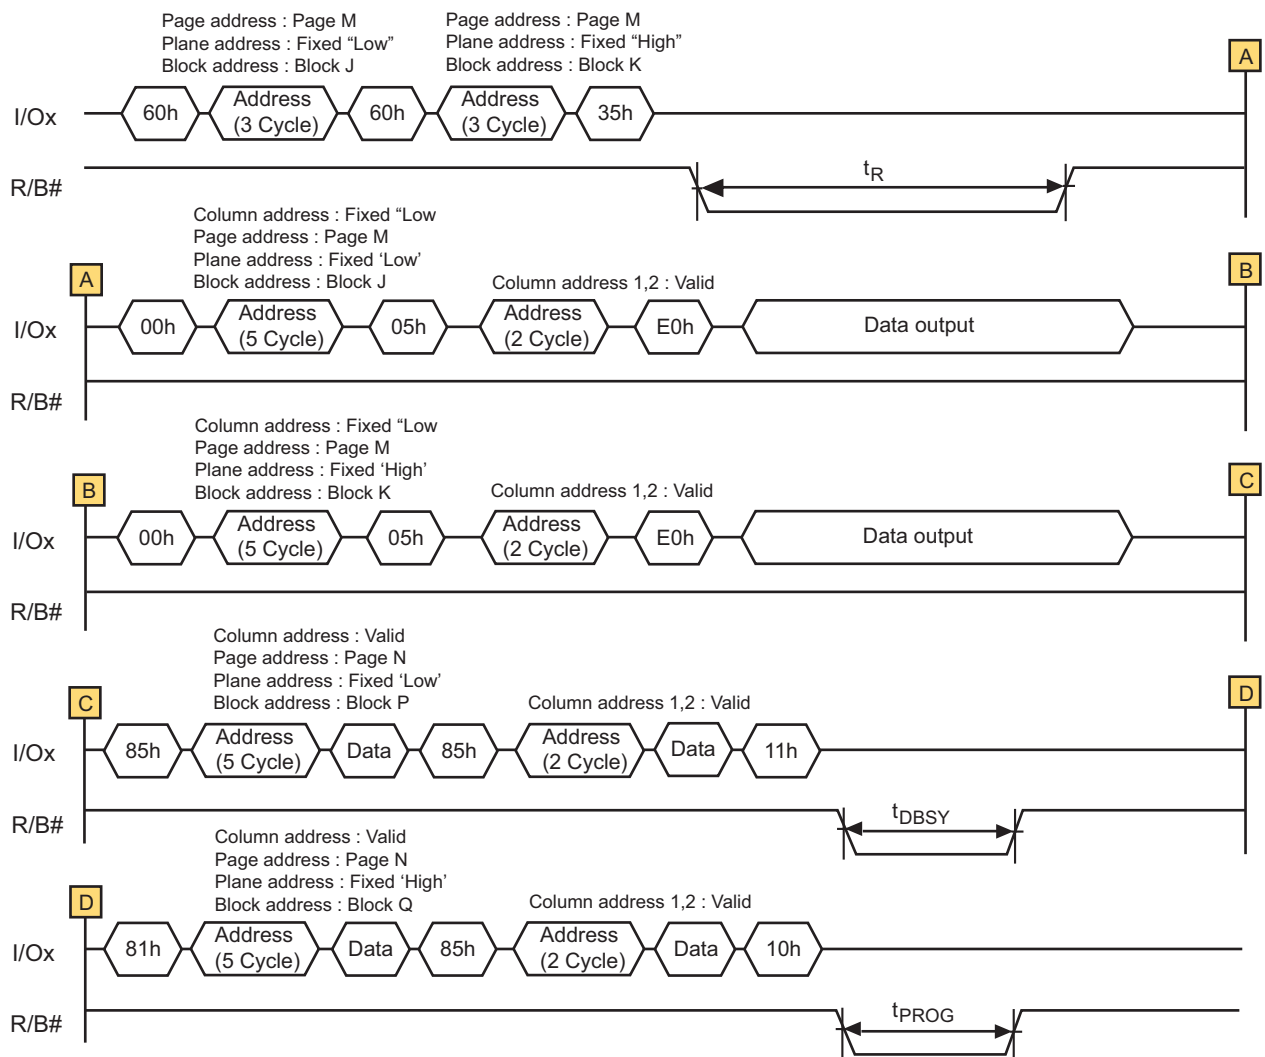 Page address : Page M
Plane address : Fixed “Low”
Block address : Block J
Page address : Page M
Plane address : Fixed “High”
Block address : Block K
A
I/Ox
60h
Address
(3 Cycle)
60h
Address
(3 Cycle)
35h
R/B#
tR
Column address : Fixed “Low
Page address : Page M
Plane address : Fixed ‘Low’
Block address : Block J
Column address 1,2 : Valid
A
B
I/Ox
00h
Address
(5 Cycle)
05h
Address
(2 Cycle)
E0h
Data output
R/B#
Column address : Fixed “Low
Page address : Page M
Plane address : Fixed ‘High’
Block address : Block K
Column address 1,2 : Valid
B
C
I/Ox
00h
Address
(5 Cycle)
05h
Address
(2 Cycle)
E0h
Data output
R/B#
Column address : Valid
Page address : Page N
Plane address : Fixed ‘Low’
Block address : Block P
Column address 1,2 : Valid
C
D
I/Ox
85h
Address
(5 Cycle)
Data
85h
Address
(2 Cycle)
Data
11h
R/B#
tDBSY
Column address : Valid
Page address : Page N
Plane address : Fixed ‘High’
Block address : Block Q
Column address 1,2 : Valid
D
I/Ox
81h
Address
(5 Cycle)
Data
85h
Address
(2 Cycle)
Data
10h
R/B#
tPROG